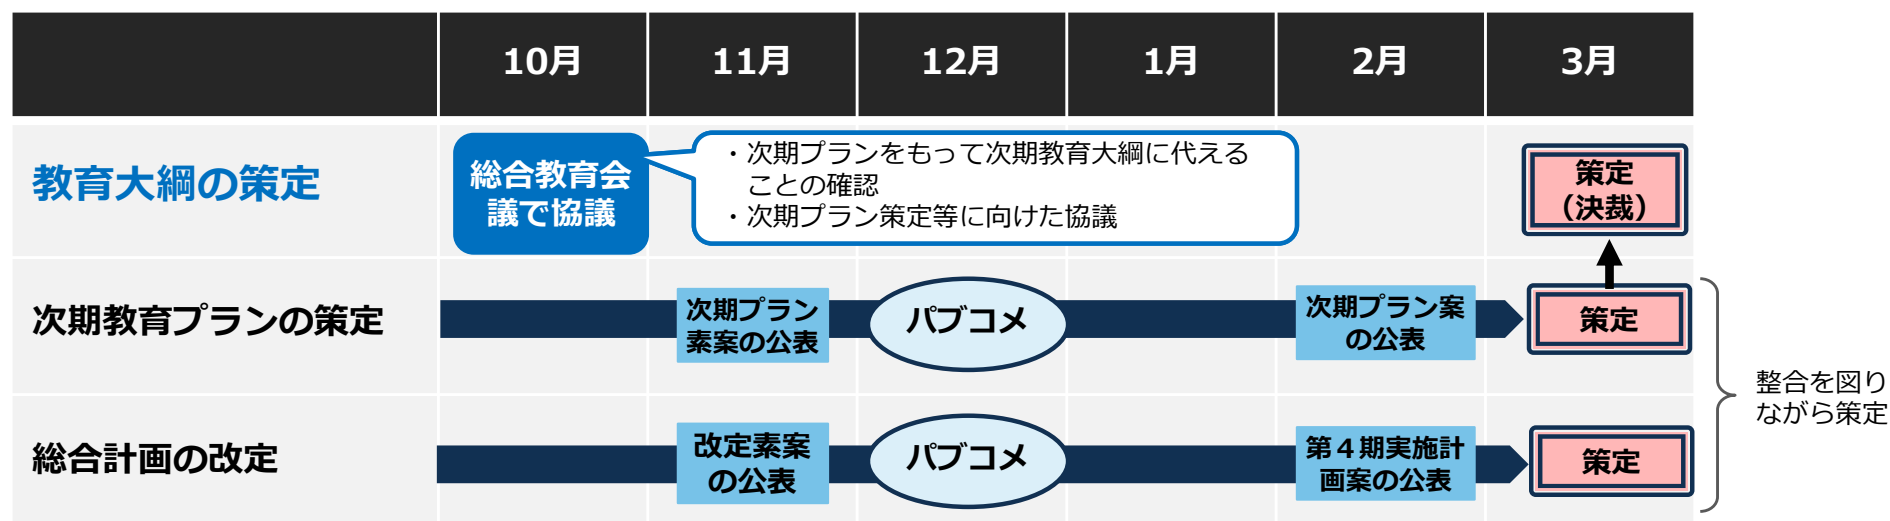 10月
11月
12月
1月
2月
3月
教育大綱の策定
総合教育会
議で協議
・次期プランをもって次期教育大綱に代える
ことの確認
・次期プラン策定等に向けた協議
策定
（決裁）
次期教育プランの策定
次期プラン
素案の公表
パブコメ
次期プラン案
の公表
策定
総合計画の改定
改定素案
の公表
パブコメ
第４期実施計
画案の公表
策定
整合を図り
ながら策定